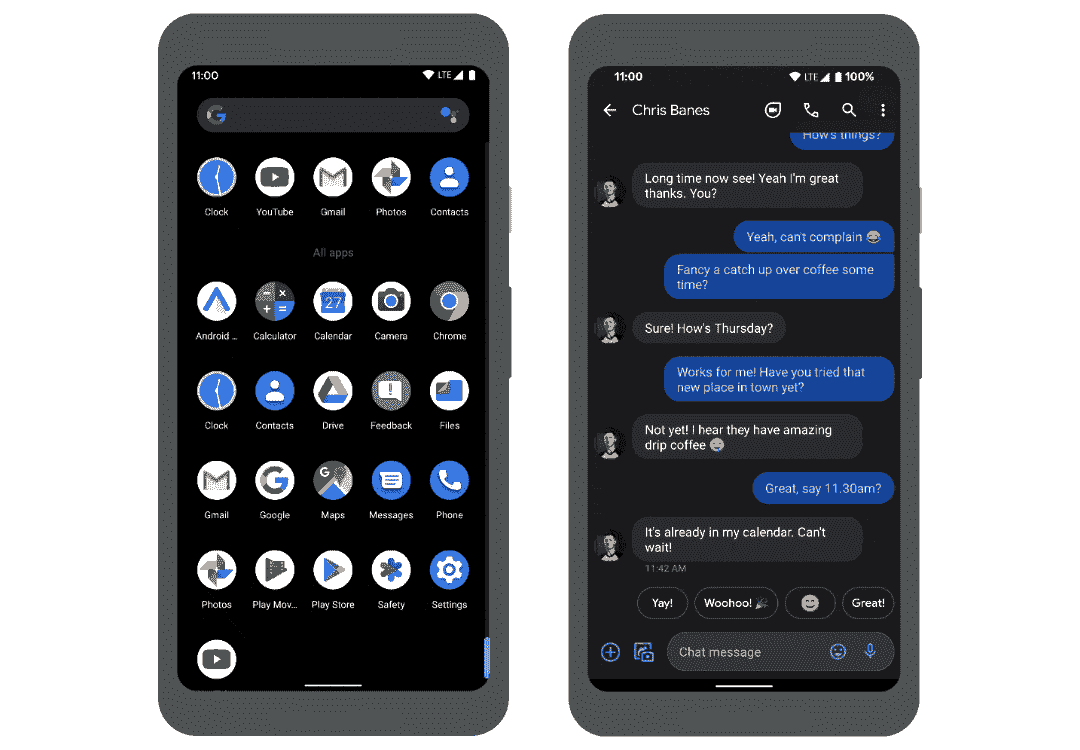 11:00
LTE
Clock
YouTube
Gmail
Photos
Contacts
All apps
Android ...
Calculator
27
Calendar
Camera
Chrome
Clock
Contacts
Drive
Feedback
Files
Gmail
Google
G
Maps
Messages
Phone
Photos
Play Mov...
Play Store
Safety
Settings
11:00
LTE
100%
Chris Banes
How's things?
Long time now see! Yeah I'm great
thanks. You?
Yeah, can't complain 😂
Fancy a catch up over coffee some
time?
Sure! How's Thursday?
Works for me! Have you tried that
new place in town yet?
Not yet! I hear they have amazing
drip coffee 🤤
Great, say 11.30am?
It's already in my calendar. Can't
wait!
11:42 AM
Yay!
Woohoo! 🎉
😊
Great!
Chat message